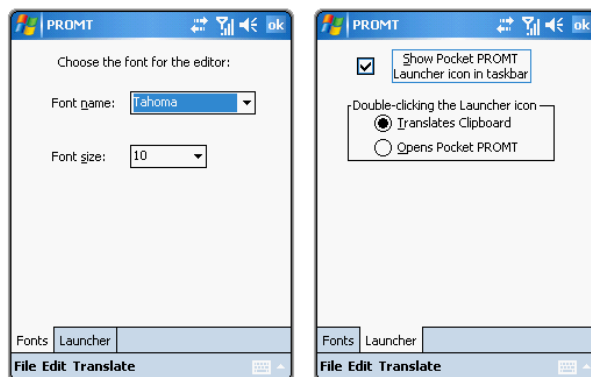 PROMT
ok
Choose the font for the editor:
Font name: Tahoma
Font size: 10
Fonts Launcher
File Edit Translate
PROMT
ok
Show Pocket PROMT
Launcher icon in taskbar
Double-clicking the Launcher icon
Translates Clipboard
Opens Pocket PROMT
Fonts Launcher
File Edit Translate